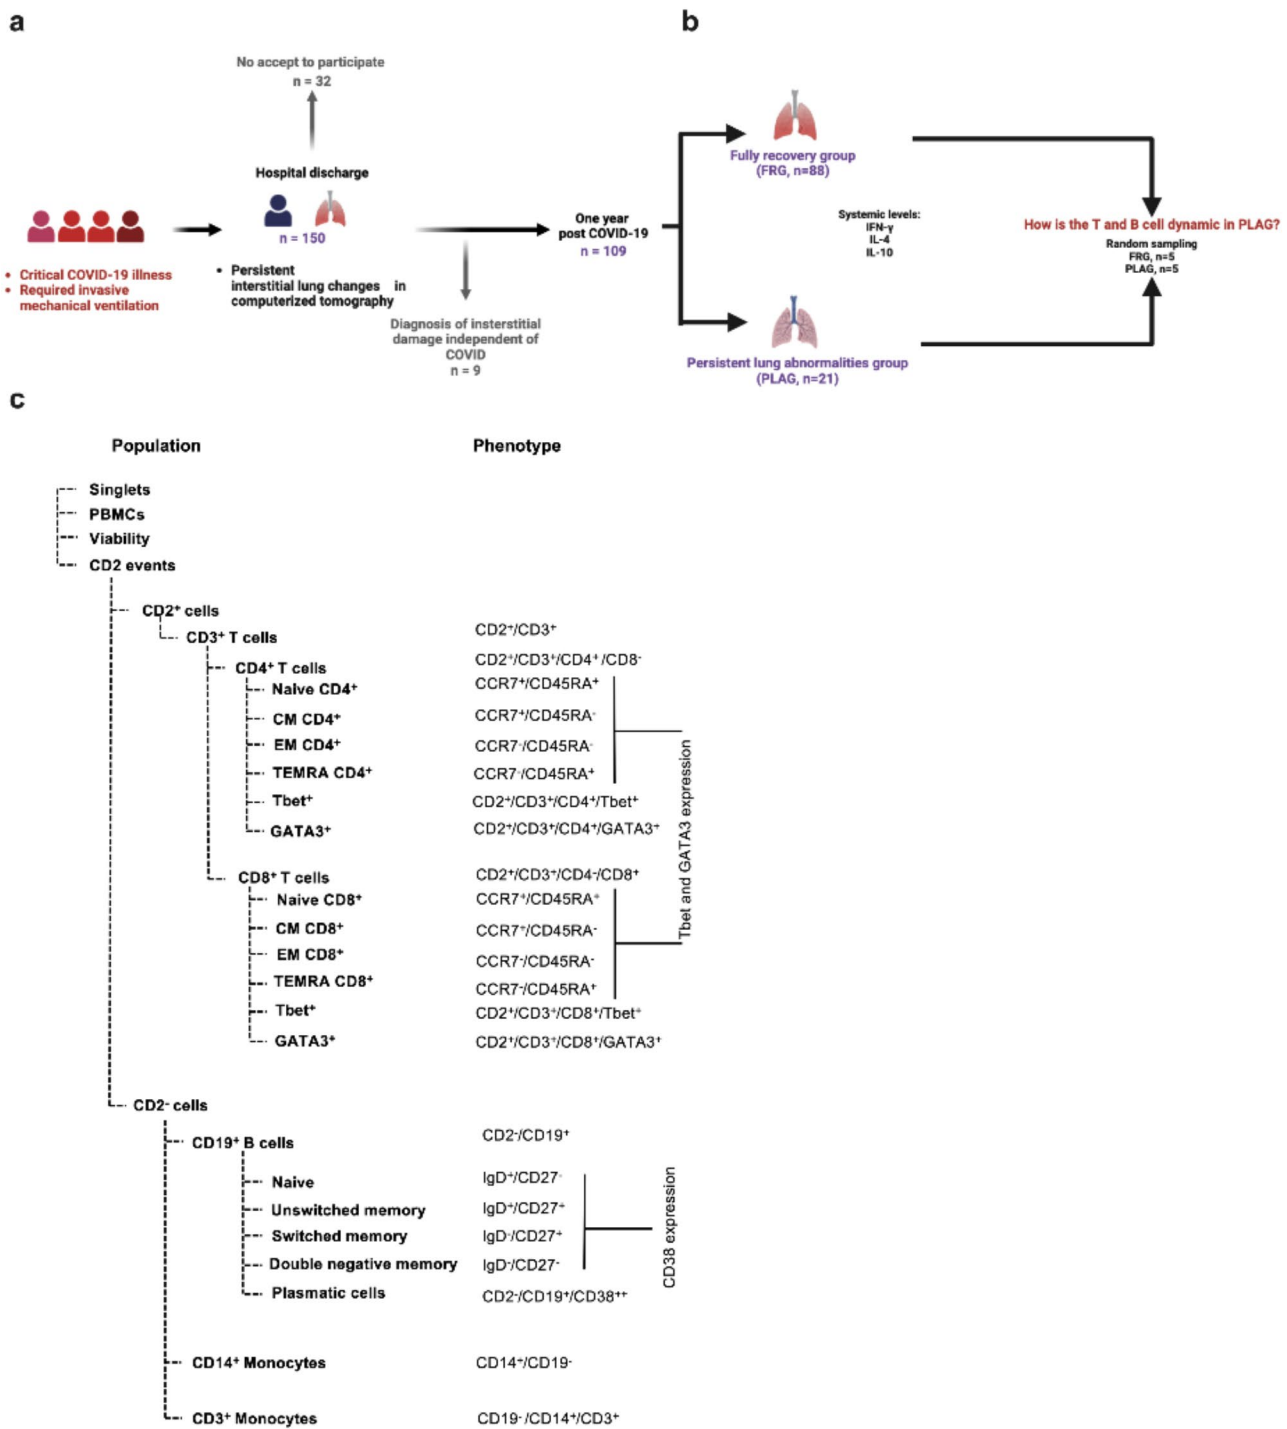 a
No accept to participate
n = 32
Hospital discharge
n = 150
• Critical COVID-19 illness
• Required invasive
mechanical ventilation
• Persistent
interstitial lung changes in
computerized tomography
Diagnosis of insterstitial
damage independent of
COVID
n = 9
One year
post COVID-19
n = 109
b
Fully recovery group
(FRG, n=88)
Systemic levels:
IFN-γ
IL-4
IL-10
Persistent lung abnormalities group
(PLAG, n=21)
How is the T and B cell dynamic in PLAG?
Random sampling
FRG, n=5
PLAG, n=5
c
Population Phenotype
Singlets
PBMCs
Viability
CD2 events
CD2⁺ cells
CD3⁺ T cells CD2⁺/CD3⁺
CD4⁺ T cells CD2⁺/CD3⁺/CD4⁺/CD8⁻
Naive CD4⁺ CCR7⁺/CD45RA⁺
CM CD4⁺ CCR7⁺/CD45RA⁻
EM CD4⁺ CCR7⁻/CD45RA⁻
TEMRA CD4⁺ CCR7⁻/CD45RA⁺
Tbet⁺ CD2⁺/CD3⁺/CD4⁺/Tbet⁺
GATA3⁺ CD2⁺/CD3⁺/CD4⁺/GATA3⁺
CD8⁺ T cells CD2⁺/CD3⁺/CD4⁻/CD8⁺
Naive CD8⁺ CCR7⁺/CD45RA⁺
CM CD8⁺ CCR7⁺/CD45RA⁻
EM CD8⁺ CCR7⁻/CD45RA⁻
TEMRA CD8⁺ CCR7⁻/CD45RA⁺
Tbet⁺ CD2⁺/CD3⁺/CD8⁺/Tbet⁺
GATA3⁺ CD2⁺/CD3⁺/CD8⁺/GATA3⁺
Tbet and GATA3 expression
CD2⁻ cells
CD19⁺ B cells CD2⁻/CD19⁺
Naive IgD⁺/CD27⁻
Unswitched memory IgD⁺/CD27⁺
Switched memory IgD⁻/CD27⁺
Double negative memory IgD⁻/CD27⁻
Plasmatic cells CD2⁻/CD19⁺/CD38⁺⁺
CD38 expression
CD14⁺ Monocytes CD14⁺/CD19⁻
CD3⁺ Monocytes CD19⁻/CD14⁺/CD3⁺